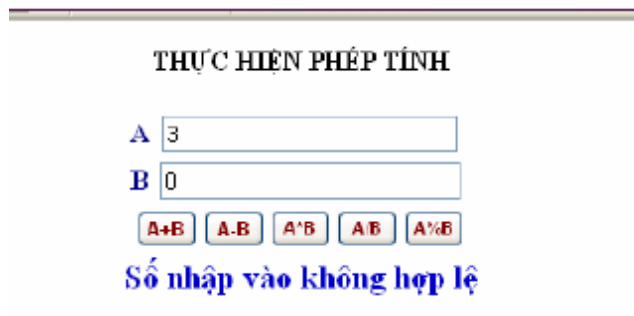 THỰC HIỆN PHÉP TÍNH
A 3
B 0
A+B A-B A*B A/B A%B
Số nhập vào không hợp lệ